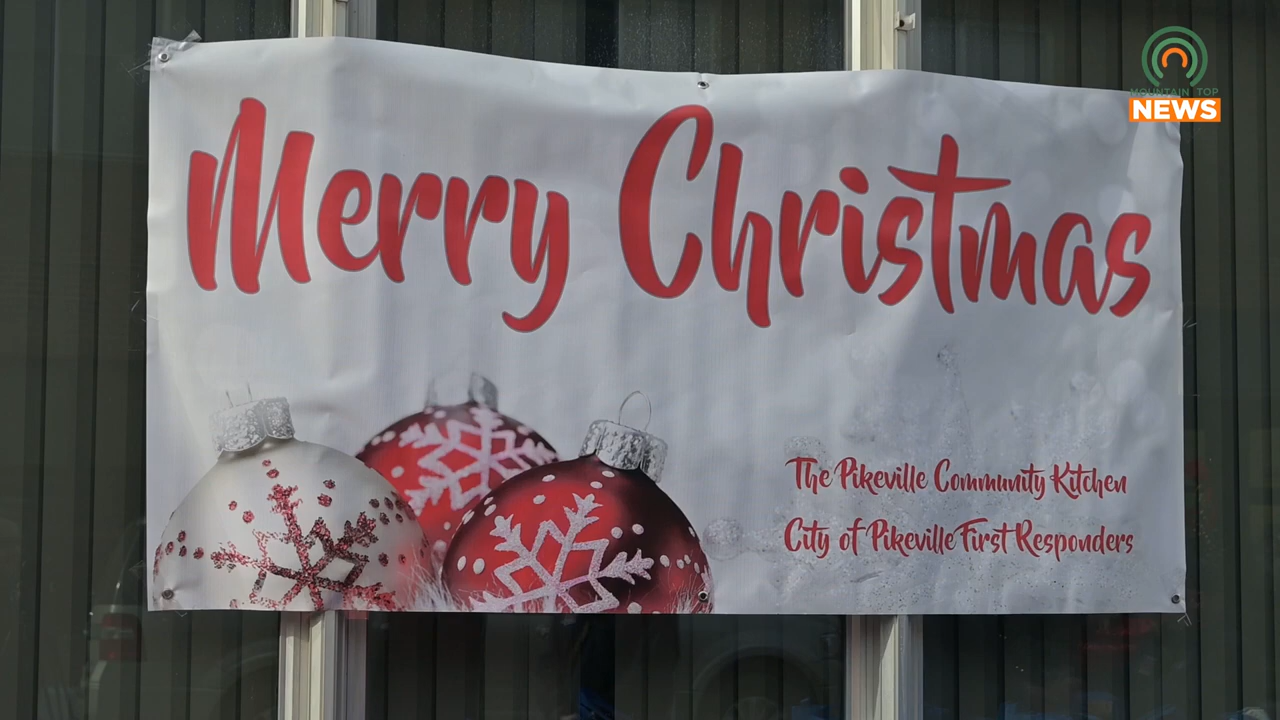 MOUNTAIN TOP
NEWS
Merry Christmas
The Pikeville Community Kitchen
City of Pikeville First Responders